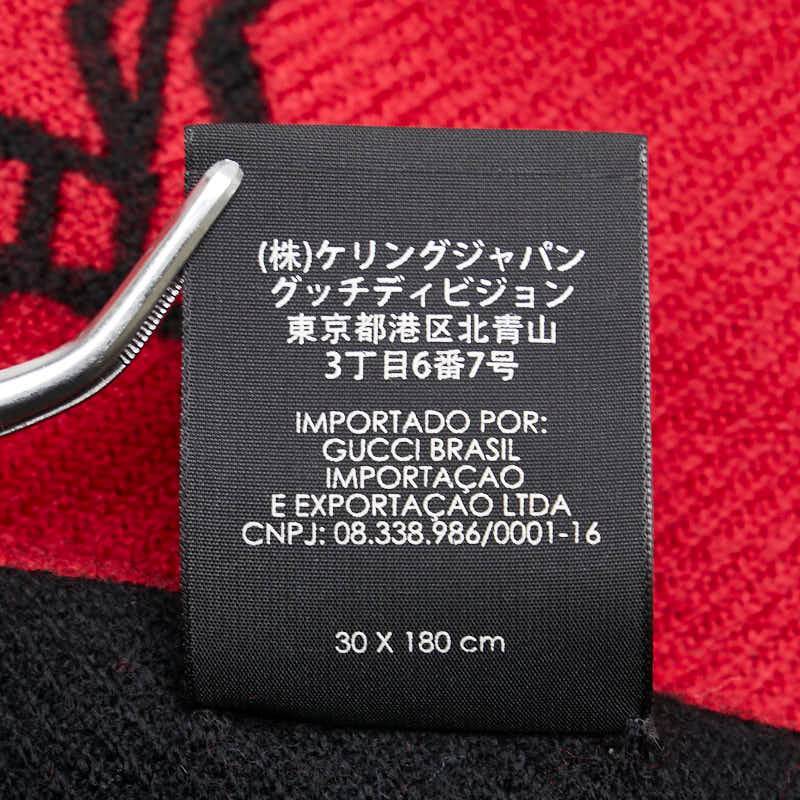 (株)ケリングジャパン
グッチディビジョン
東京都港区北青山
3丁目6番7号
IMPORTADO POR:
GUCCI BRASIL
IMPORTAÇAO
E EXPORTAÇAO LTDA
CNPJ: 08.338.986/0001-16
30 X 180 cm